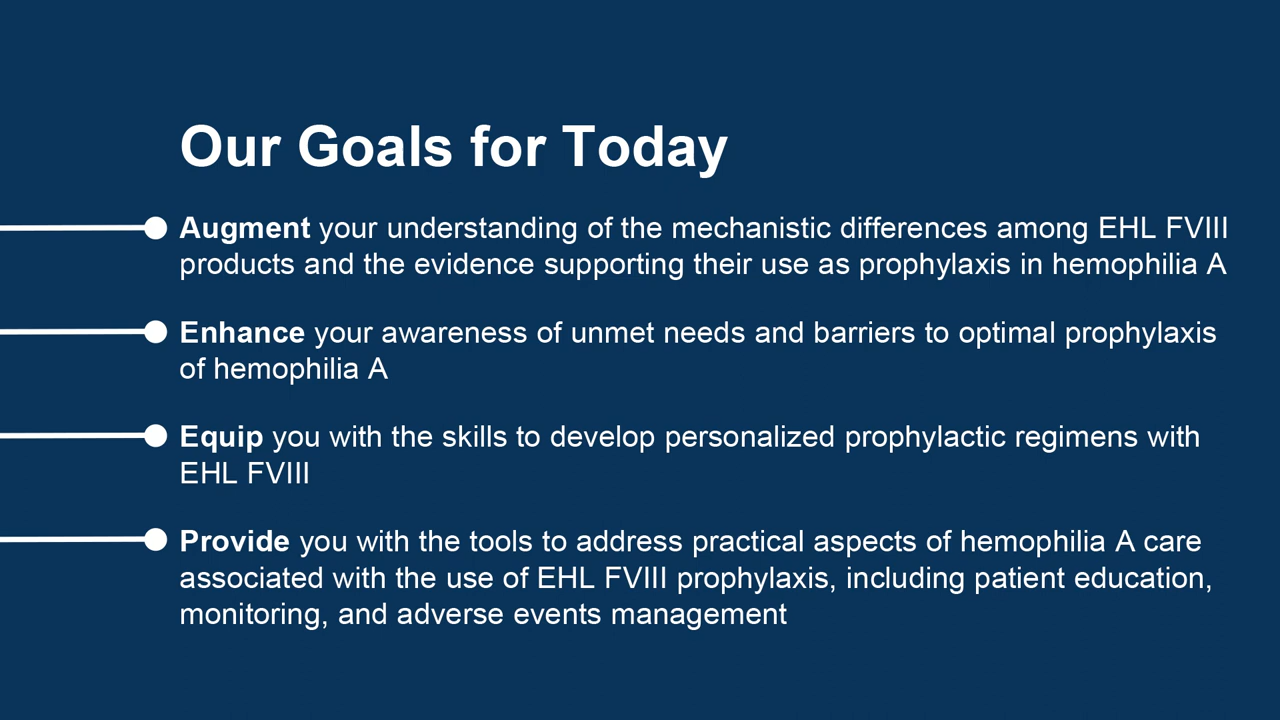 Our Goals for Today
Augment your understanding of the mechanistic differences among EHL FVIII
products and the evidence supporting their use as prophylaxis in hemophilia A
Enhance your awareness of unmet needs and barriers to optimal prophylaxis
of hemophilia A
Equip you with the skills to develop personalized prophylactic regimens with
EHL FVIII
Provide you with the tools to address practical aspects of hemophilia A care
associated with the use of EHL FVIII prophylaxis, including patient education,
monitoring, and adverse events management